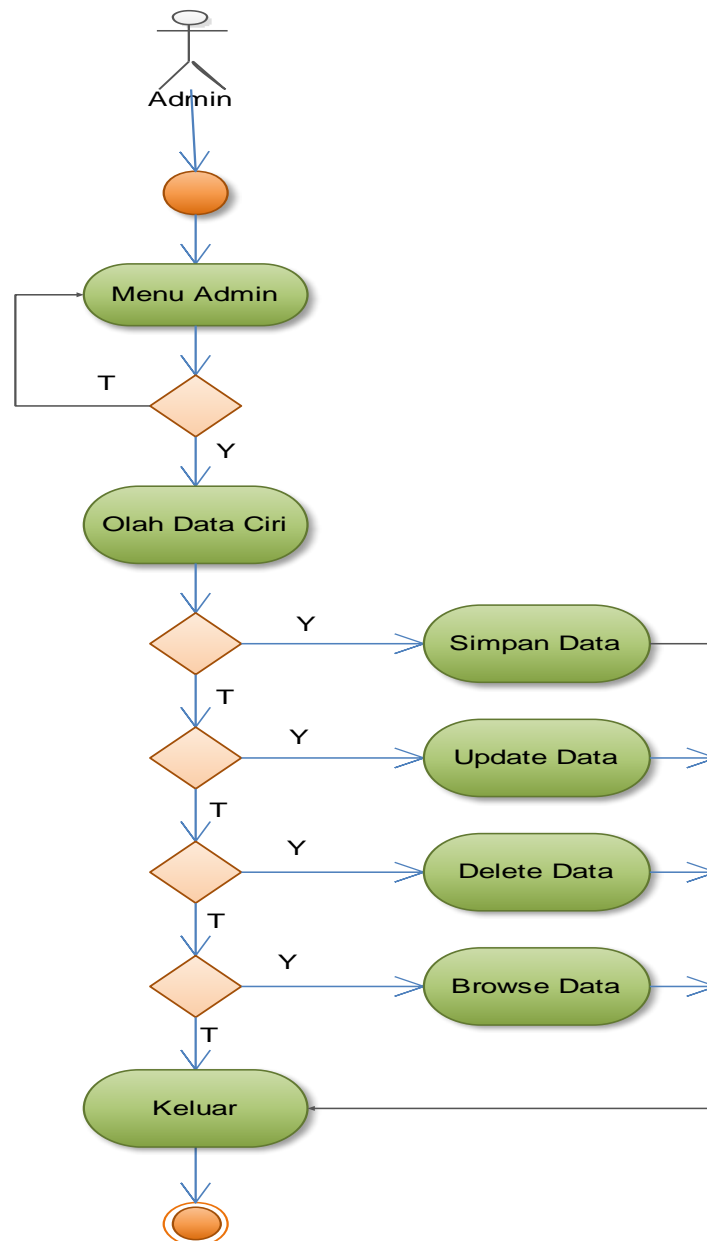 Admin
Menu Admin
T
Y
Olah Data Ciri
Y
Simpan Data
T
Y
Update Data
T
Y
Delete Data
T
Y
Browse Data
T
Keluar